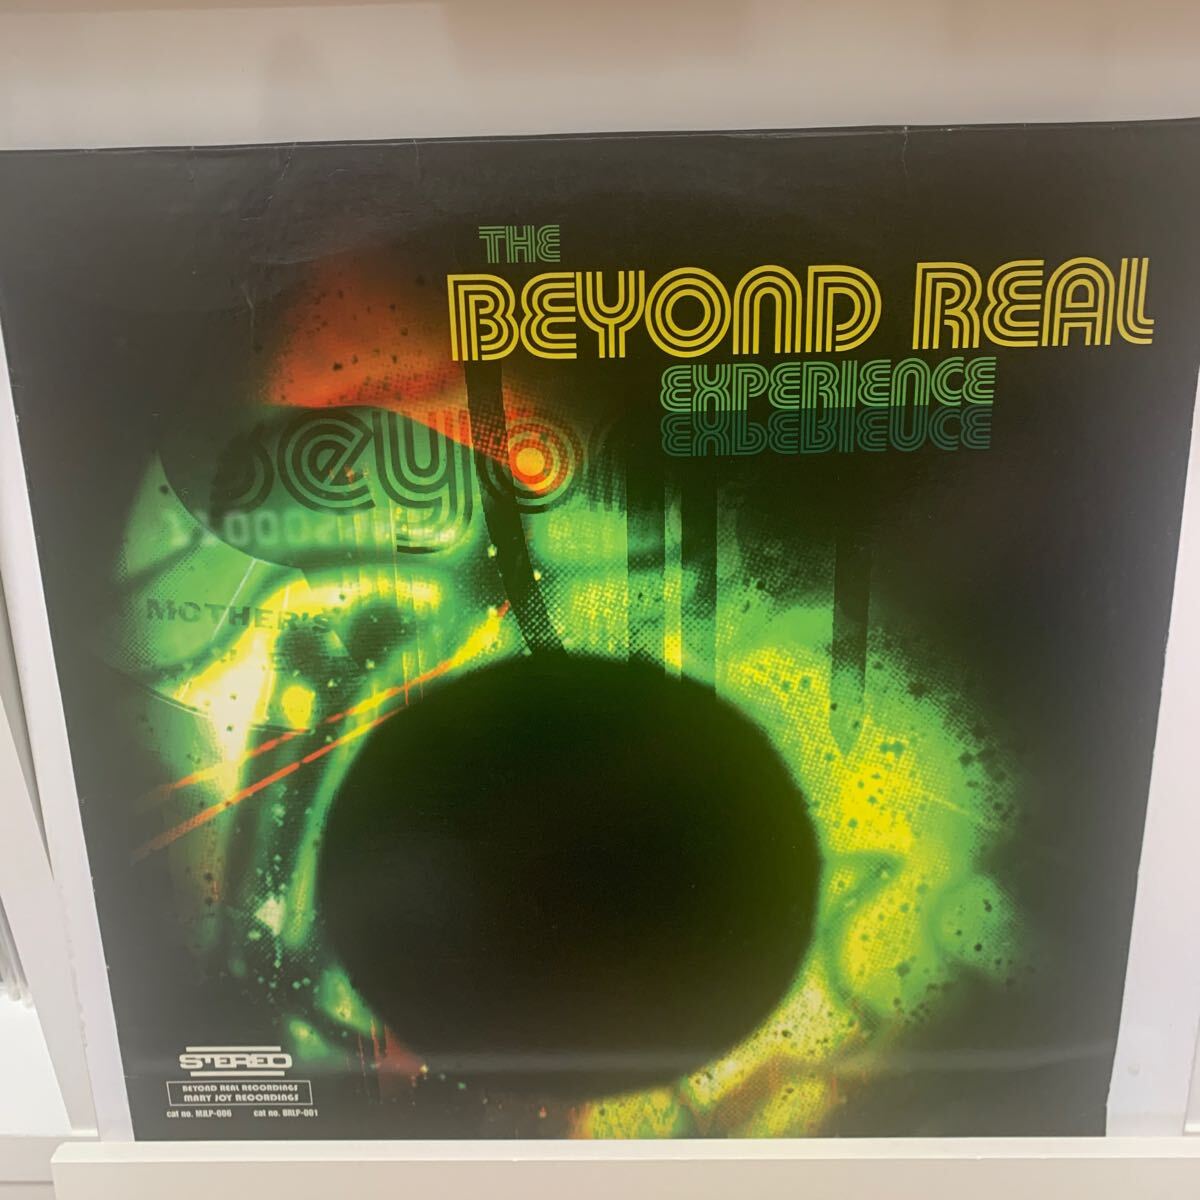 THE
BEYOND REAL
EXPERIENCE
EXPERIENCE
Beyo
MOTHER'S
STEREO
BEYOND REAL RECORDINGS
MARY JOY RECORDINGS
cat no. MJLP-006 cat no. BRLP-001